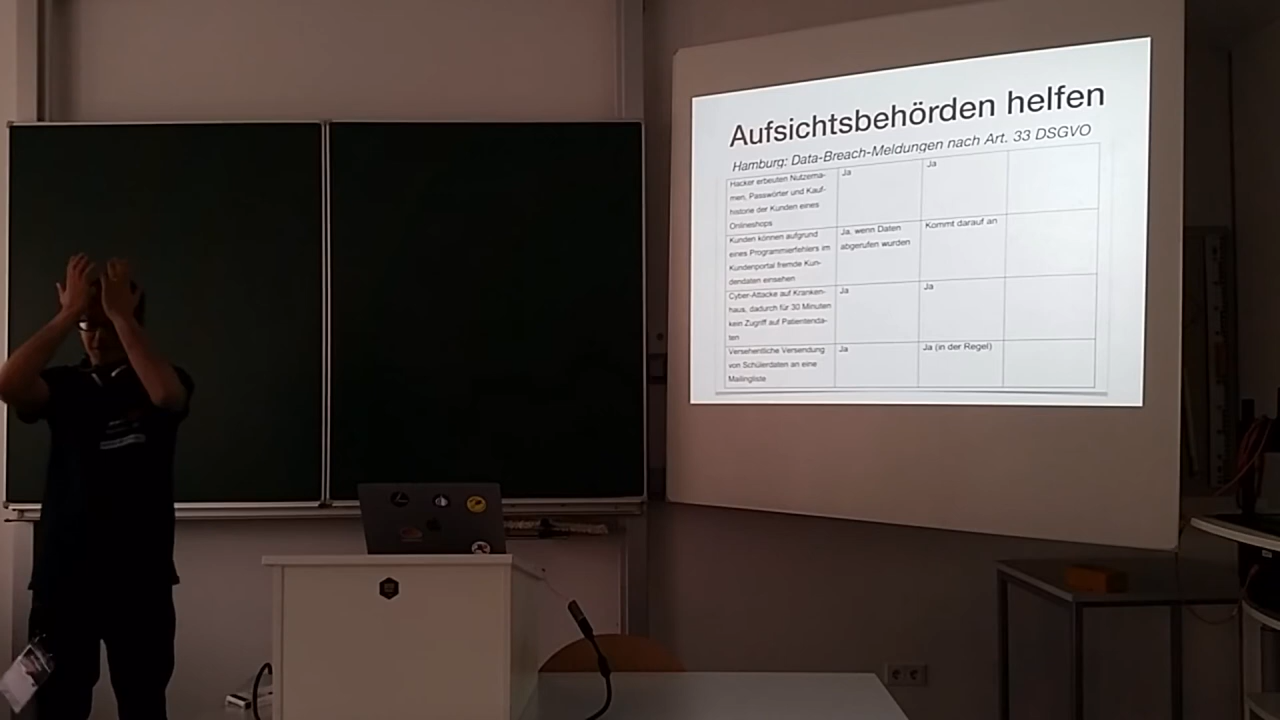 Aufsichtsbehörden helfen
Hamburg: Data-Breach-Meldungen nach Art. 33 DSGVO
Hacker erbeuten Nutzerna-
men, Passwörter und Kauf-
historie der Kunden eines
Onlineshops
Ja
Ja
Kunden können aufgrund
eines Programmierfehlers im
Kundenportal fremde Kun-
dendaten einsehen
Ja, wenn Daten
abgerufen wurden
Kommt darauf an
Cyber-Attacke auf Kranken-
haus, dadurch für 30 Minuten
kein Zugriff auf Patientenda-
ten
Ja
Ja
Versehentliche Versendung
von Schülerdaten an eine
Mailingliste
Ja
Ja (in der Regel)